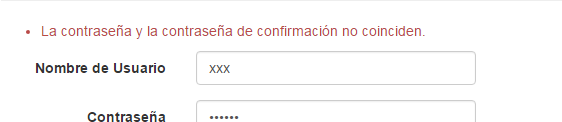 La contraseña y la contraseña de confirmación no coinciden.
Nombre de Usuario xxx
Contraseña ••••••